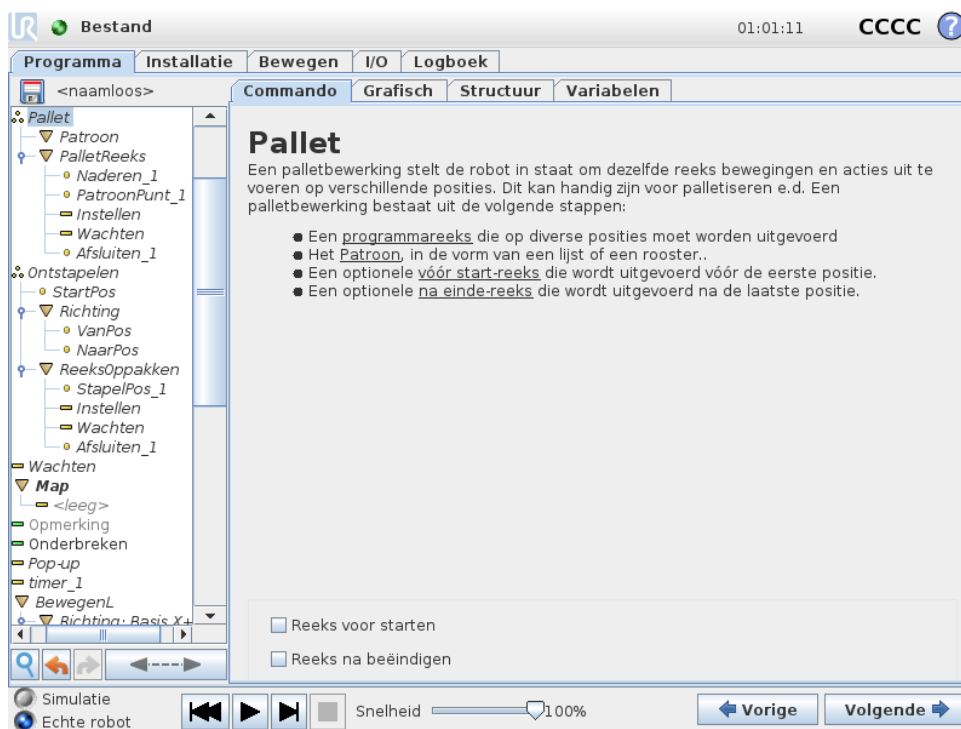 UR Bestand 01:01:11 CCCC ?
Programma Installatie Bewegen I/O Logboek
<naamloos>
Commando Grafisch Structuur Variabelen
Pallet
Patroon
PalletReeks
Naderen_1
PatroonPunt_1
Instellen
Wachten
Afsluiten_1
Ontstapelen
StartPos
Richting
VanPos
NaarPos
ReeksOppakken
StapelPos_1
Instellen
Wachten
Afsluiten_1
Wachten
Map
<leeg>
Opmerking
Onderbreken
Pop-up
timer_1
BewegenL
Richting: Basis X+
Pallet
Een palletbewerking stelt de robot in staat om dezelfde reeks bewegingen en acties uit te
voeren op verschillende posities. Dit kan handig zijn voor palletiseren e.d. Een
palletbewerking bestaat uit de volgende stappen:
● Een programmareeks die op diverse posities moet worden uitgevoerd
● Het Patroon, in de vorm van een lijst of een rooster..
● Een optionele vóór start-reeks die wordt uitgevoerd vóór de eerste positie.
● Een optionele na einde-reeks die wordt uitgevoerd na de laatste positie.
Reeks voor starten
Reeks na beëindigen
Simulatie
Echte robot
Snelheid 100%
Vorige
Volgende